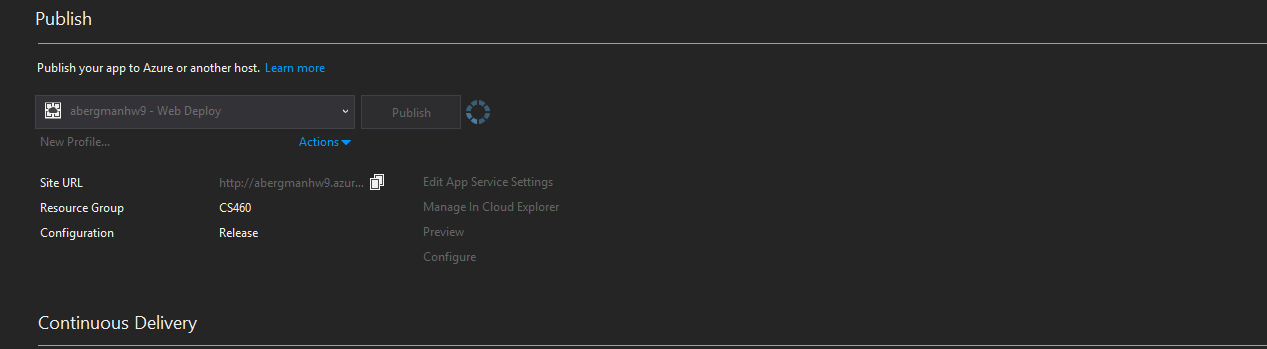 Publish
Publish your app to Azure or another host. Learn more
abergmanhw9 - Web Deploy Publish
New Profile... Actions
Site URL http://abergmanhw9.azur... Edit App Service Settings
Resource Group CS460 Manage In Cloud Explorer
Configuration Release Preview
Configure
Continuous Delivery